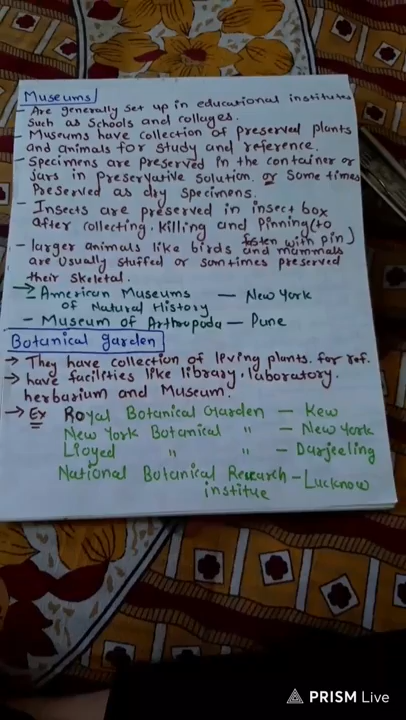 Museums
- Are generally set up in educational institutes
such as schools and collages.
- Museums have collection of preserved plants
and animals for study and reference.
- Specimens are preserved in the container or
jars in preservative solution. or Some times
Preserved as dry specimens.
- Insects are preserved in insect box
after collecting. Killing and Pinning (to
fasten with pin)
- larger animals like birds and mammals
are usually stuffed or somtimes preserved
their skeletal.
→ - American Museums — New York
of Natural History
- Museum of Arthropoda — Pune
Botanical garden
→ They have collection of living plants. for ref.
→ have facilities like library, laboratory.
herbarium and Museum.
→ Ex Royal Botanical Garden — Kew
New York Botanical " — New York
Lloyed " " — Darjeeling
National Botanical Research — Lucknow
institue
PRISM Live